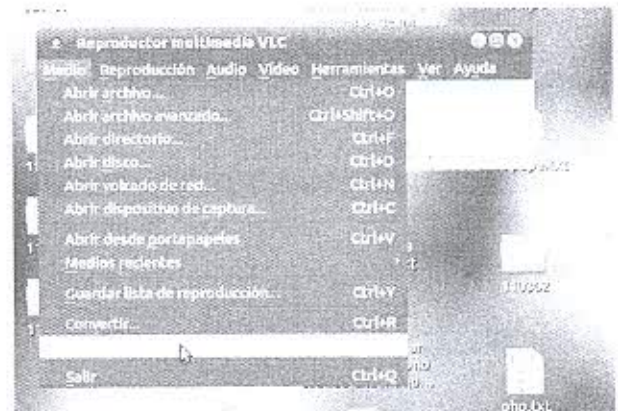 Reproductor multimedia VLC
Medio Reproducción Audio Vídeo Herramientas Ver Ayuda
Abrir archivo... Ctrl+O
Abrir archivo avanzado... Ctrl+Shift+O
Abrir directorio... Ctrl+F
Abrir disco... Ctrl+D
Abrir volcado de red... Ctrl+N
Abrir dispositivo de captura... Ctrl+C
Abrir desde portapapeles Ctrl+V
Medios recientes
Guardar lista de reproducción... Ctrl+Y
Convertir... Ctrl+R
Salir Ctrl+Q
php.txt